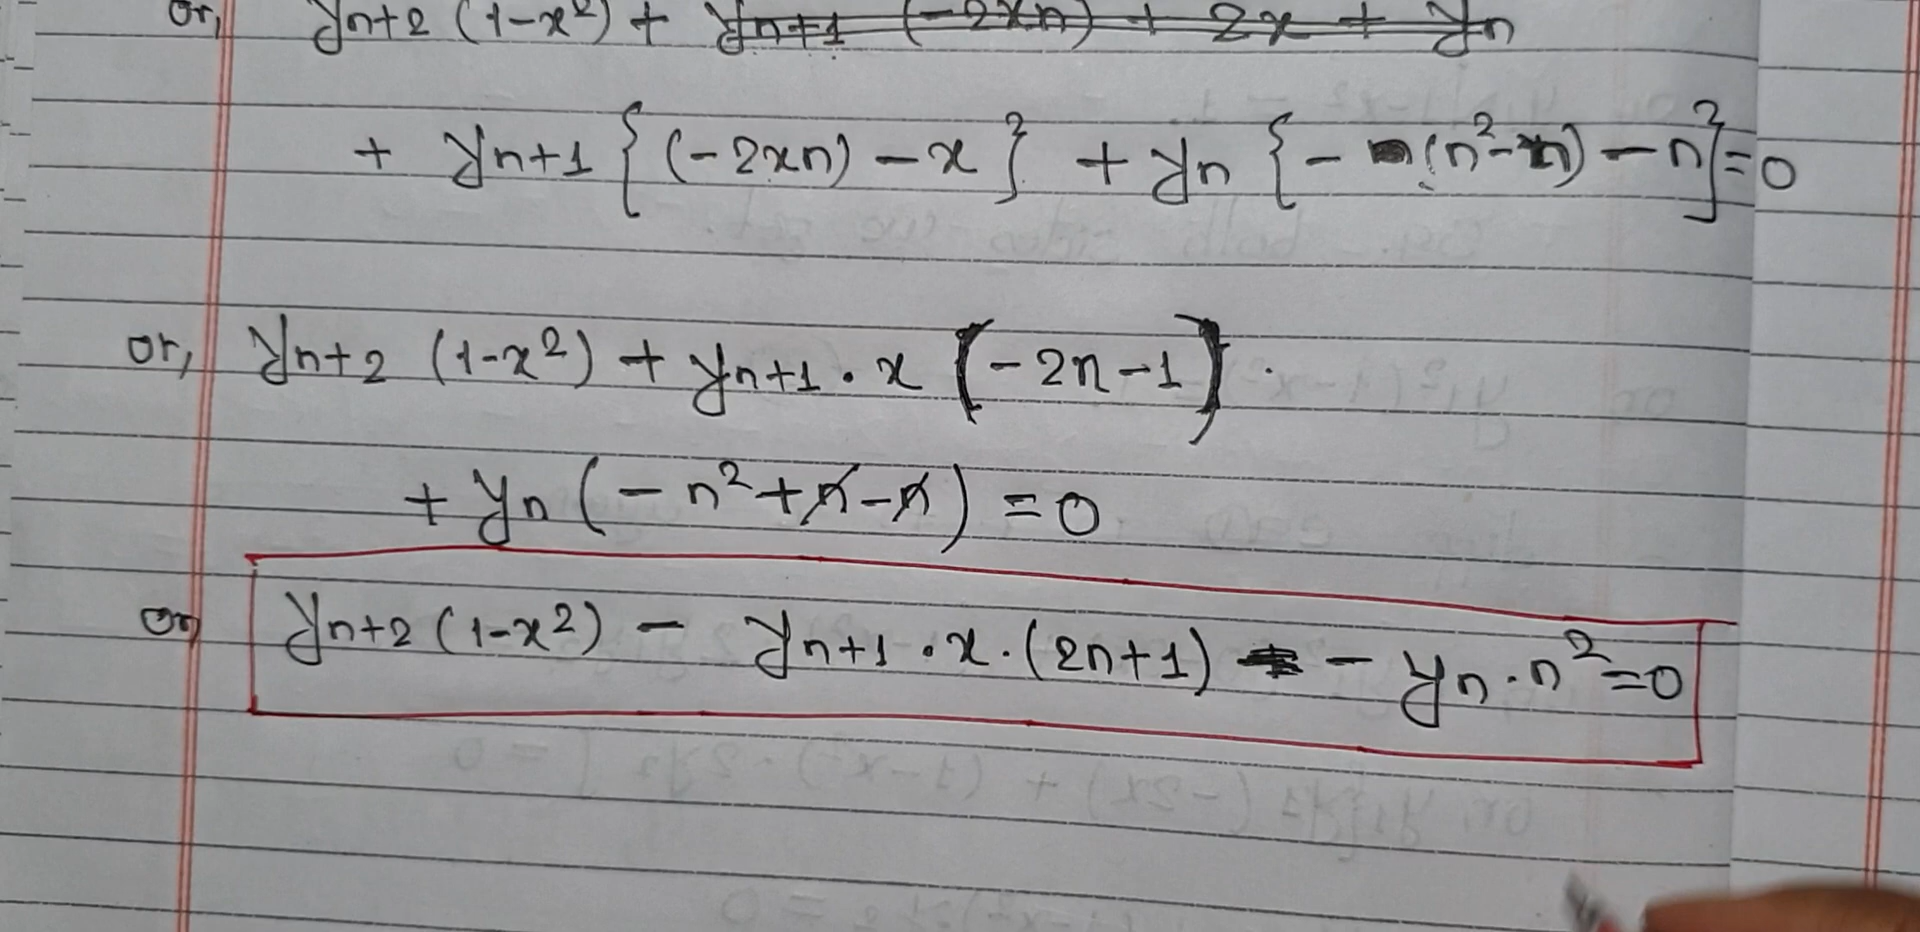 or, yn+2 (1-x²) + yn+1 (-2xn) + 2x + yn
+ yn+1 {(-2xn) - x} + yn {- (n²-n) - n}² = 0
or, yn+2 (1-x²) + yn+1 . x (-2n-1) .
+ yn (- n² + n - n) = 0
or yn+2 (1-x²) - yn+1 . x . (2n+1) - yn . n² = 0